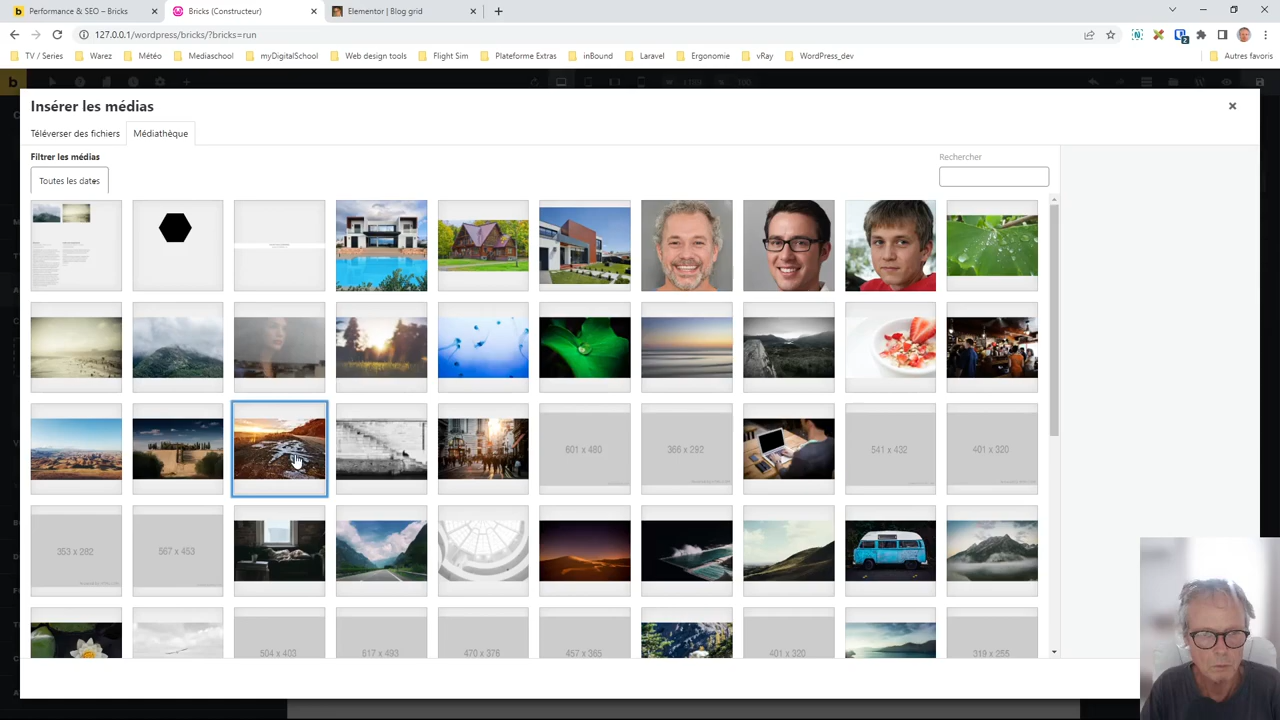 Performance & SEO – Bricks
Bricks (Constructeur)
Elementor | Blog grid
127.0.0.1/wordpress/bricks/?bricks=run
TV / Series
Warez
Météo
Mediaschool
myDigitalSchool
Web design tools
Flight Sim
Plateforme Extras
inBound
Laravel
Ergonomie
vRay
WordPress_dev
Autres favoris
b
Insérer les médias
Téléverser des fichiers
Médiathèque
Filtrer les médias
Rechercher
Toutes les dates
601 x 480
366 x 292
541 x 432
401 x 320
353 x 282
567 x 453
504 x 403
617 x 493
470 x 376
457 x 365
401 x 320
319 x 255